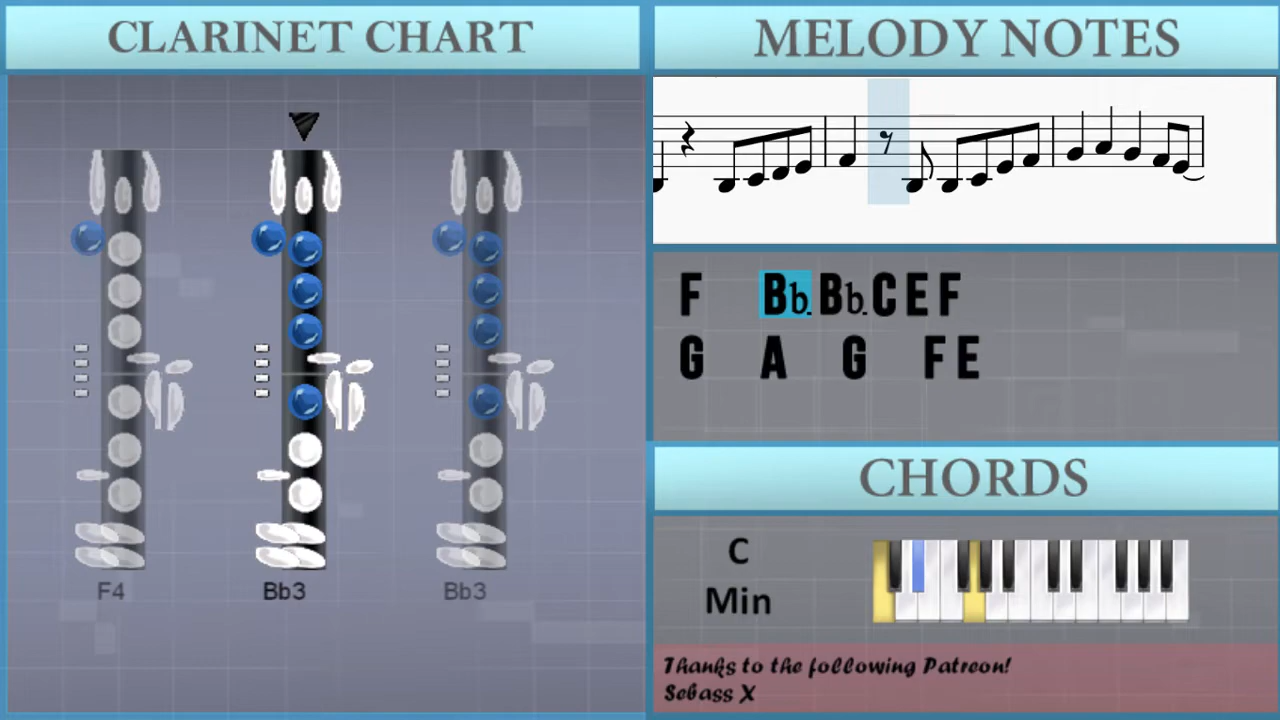 CLARINET CHART
F4 Bb3 Bb3
MELODY NOTES
F Bb. Bb. C E F
G A G F E
CHORDS
C
Min
Thanks to the following Patreon!
Sebass X